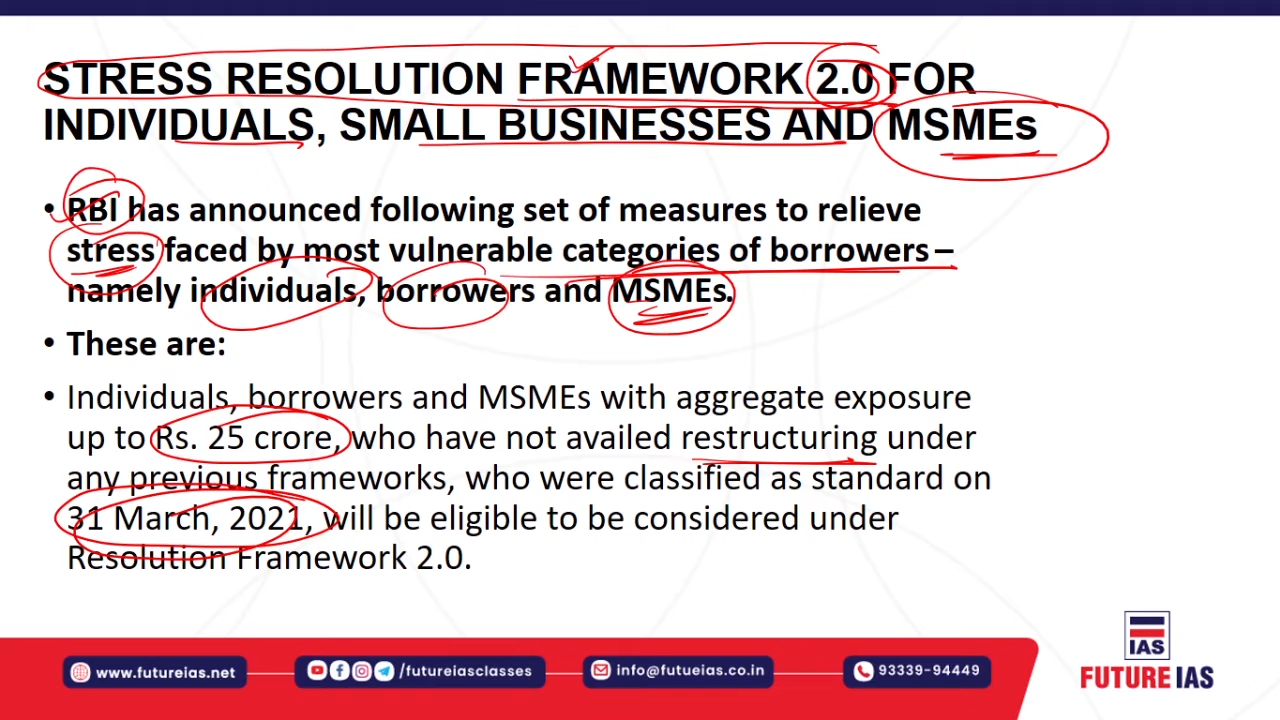 STRESS RESOLUTION FRAMEWORK 2.0 FOR
INDIVIDUALS, SMALL BUSINESSES AND MSMEs
• RBI has announced following set of measures to relieve
stress faced by most vulnerable categories of borrowers –
namely individuals, borrowers and MSMEs.
• These are:
• Individuals, borrowers and MSMEs with aggregate exposure
up to Rs. 25 crore, who have not availed restructuring under
any previous frameworks, who were classified as standard on
31 March, 2021, will be eligible to be considered under
Resolution Framework 2.0.
IAS
FUTURE IAS
www.futureias.net
/futureiasclasses
info@futueias.co.in
93339-94449